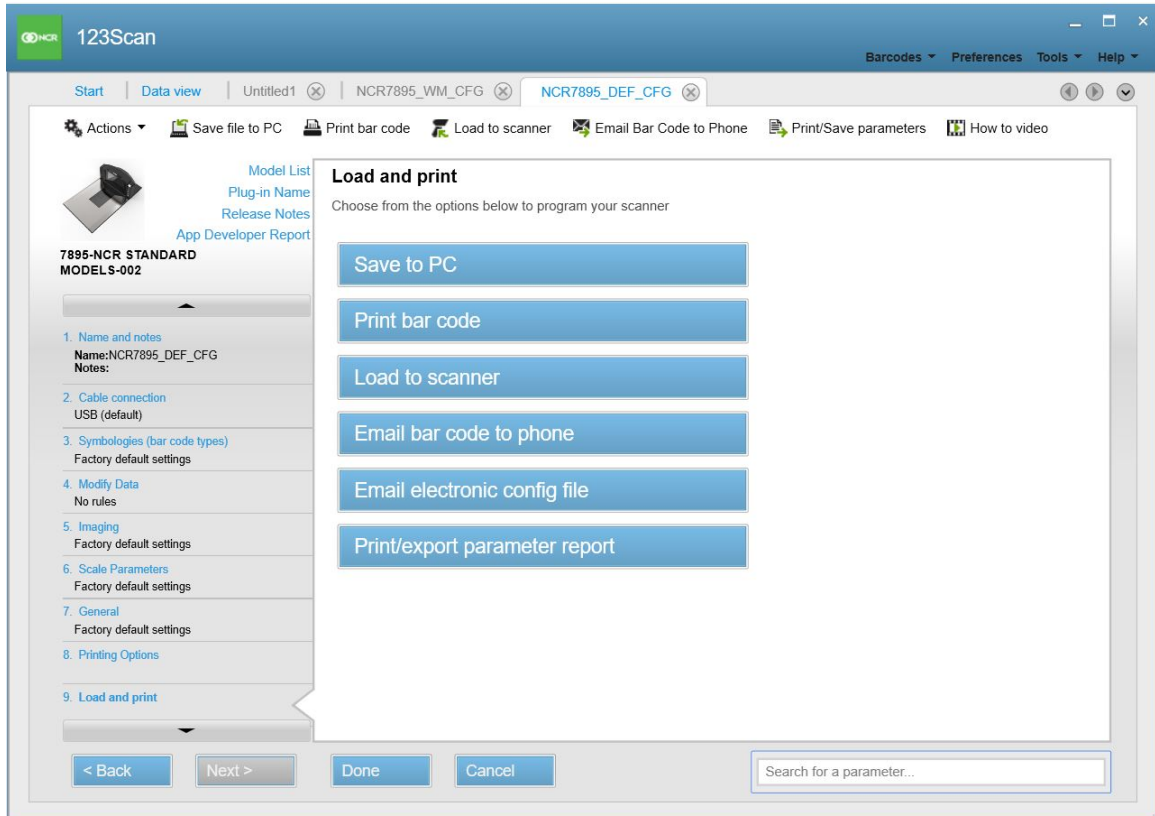 NCR
123Scan
Barcodes Preferences Tools Help
Start Data view Untitled1 NCR7895_WM_CFG NCR7895_DEF_CFG
Actions Save file to PC Print bar code Load to scanner Email Bar Code to Phone Print/Save parameters How to video
Model List
Plug-in Name
Release Notes
App Developer Report
7895-NCR STANDARD
MODELS-002
1. Name and notes
Name:NCR7895_DEF_CFG
Notes:
2. Cable connection
USB (default)
3. Symbologies (bar code types)
Factory default settings
4. Modify Data
No rules
5. Imaging
Factory default settings
6. Scale Parameters
Factory default settings
7. General
Factory default settings
8. Printing Options
9. Load and print
Load and print
Choose from the options below to program your scanner
Save to PC
Print bar code
Load to scanner
Email bar code to phone
Email electronic config file
Print/export parameter report
< Back Next > Done Cancel Search for a parameter...